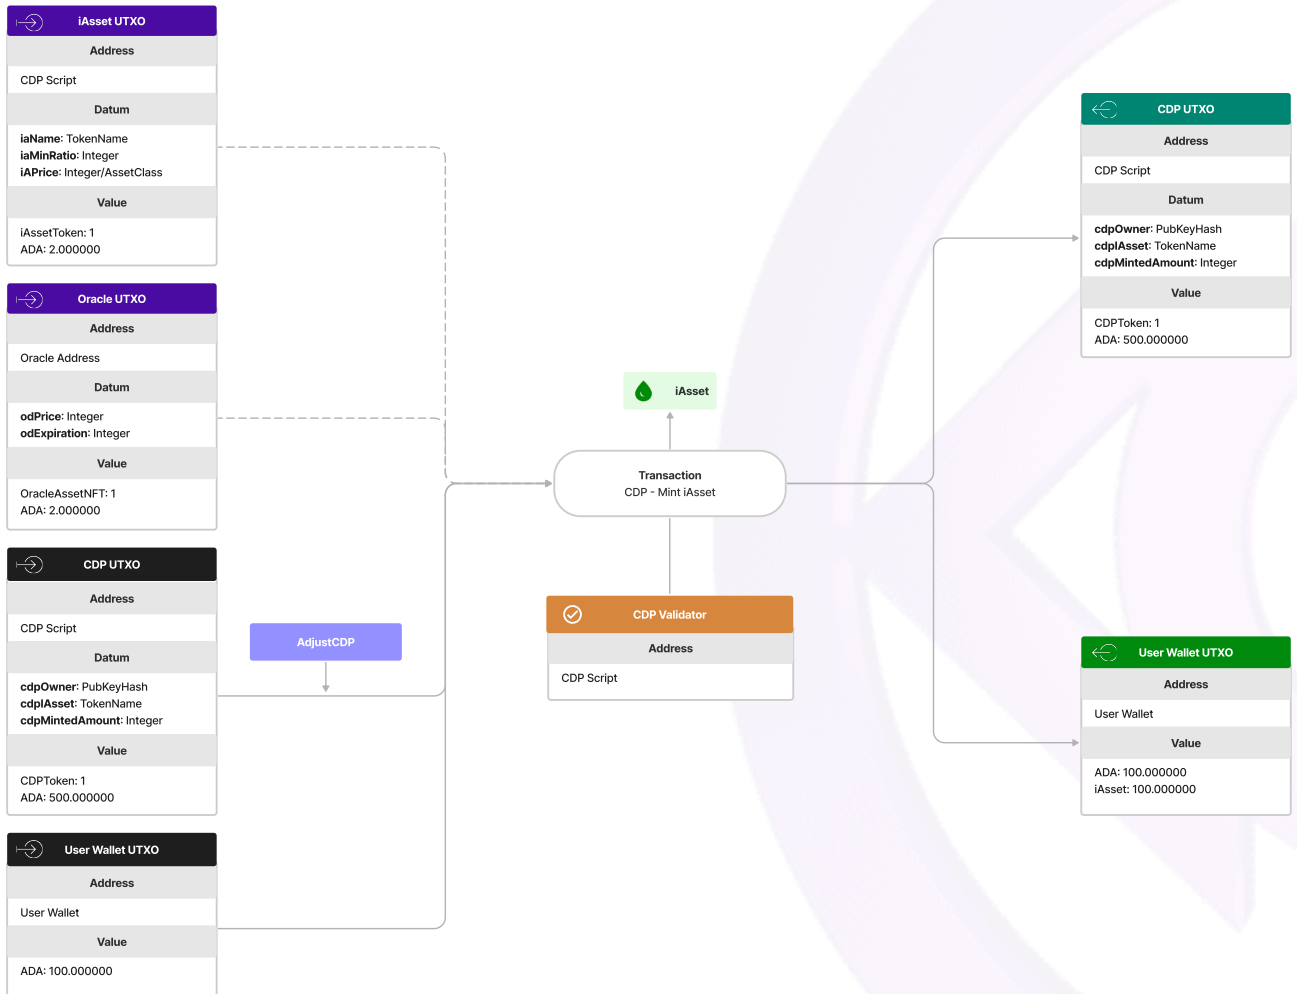 iAsset UTXO
Address
CDP Script
Datum
iaName: TokenName
iaMinRatio: Integer
iAPrice: Integer/AssetClass
Value
iAssetToken: 1
ADA: 2.000000
Oracle UTXO
Address
Oracle Address
Datum
odPrice: Integer
odExpiration: Integer
Value
OracleAssetNFT: 1
ADA: 2.000000
CDP UTXO
Address
CDP Script
Datum
cdpOwner: PubKeyHash
cdpIAsset: TokenName
cdpMintedAmount: Integer
Value
CDPToken: 1
ADA: 500.000000
User Wallet UTXO
Address
User Wallet
Value
ADA: 100.000000
AdjustCDP
iAsset
Transaction
CDP - Mint iAsset
CDP Validator
Address
CDP Script
CDP UTXO
Address
CDP Script
Datum
cdpOwner: PubKeyHash
cdpIAsset: TokenName
cdpMintedAmount: Integer
Value
CDPToken: 1
ADA: 500.000000
User Wallet UTXO
Address
User Wallet
Value
ADA: 100.000000
iAsset: 100.000000